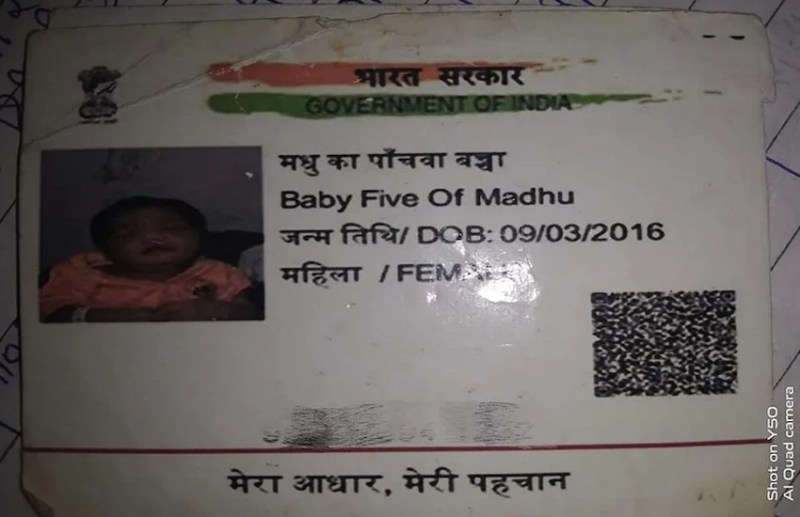 भारत सरकार
GOVERNMENT OF INDIA
मधु का पाँचवा बच्चा
Baby Five Of Madhu
जन्म तिथि/ DOB: 09/03/2016
महिला / FEMALE
मेरा आधार, मेरी पहचान
Shot on Y50
AI Quad camera